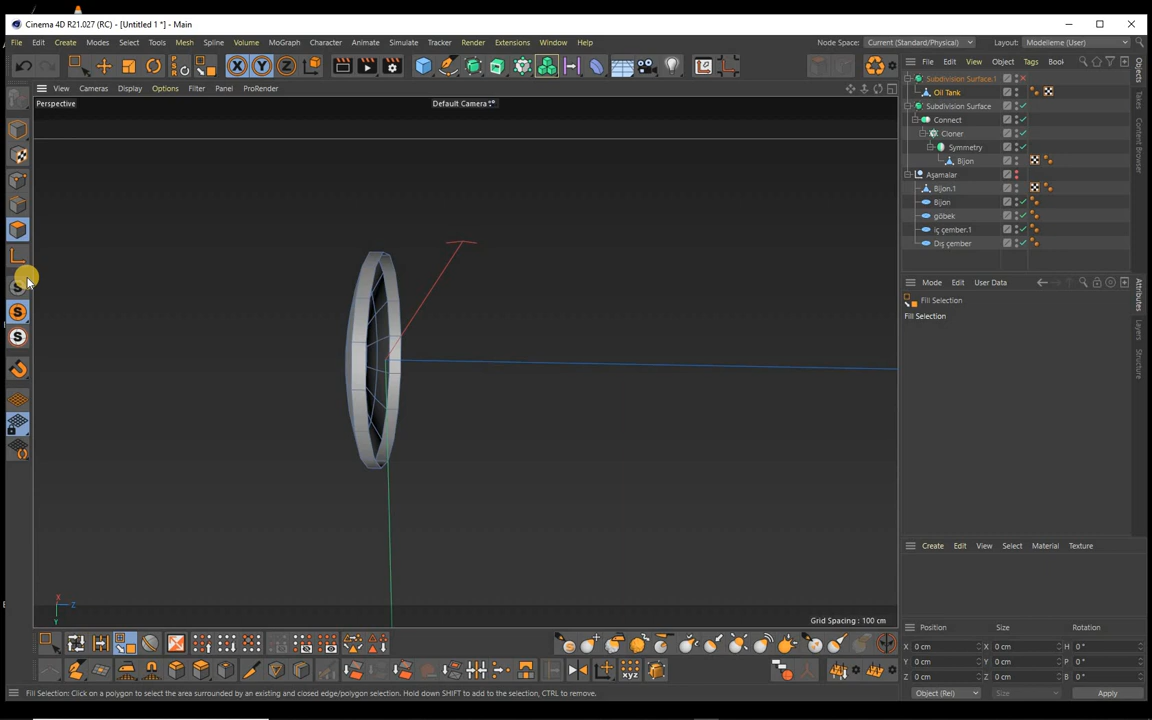 Cinema 4D R21.027 (RC) - [Untitled 1 *] - Main
File Edit Create Modes Select Tools Mesh Spline Volume MoGraph Character Animate Simulate Tracker Render Extensions Window Help
Node Space: Current (Standard/Physical) Layout: Modelleme (User)
View Cameras Display Options Filter Panel ProRender
File Edit View Object Tags Book
Perspective
Default Camera
Subdivision Surface.1
Oil Tank
Subdivision Surface
Connect
Cloner
Symmetry
Bijon
Aşamalar
Bijon.1
Bijon
göbek
iç çember.1
Dış çember
Objects
Takes
Content Browser
Mode Edit User Data
Fill Selection
Fill Selection
Attributes
Layers
Structure
Create Edit View Select Material Texture
Grid Spacing : 100 cm
Position Size Rotation
X 0 cm X 0 cm H 0 °
Y 0 cm Y 0 cm P 0 °
Z 0 cm Z 0 cm B 0 °
Object (Rel) Size Apply
Fill Selection: Click on a polygon to select the area surrounded by an existing and closed edge/polygon selection. Hold down SHIFT to add to the selection, CTRL to remove.